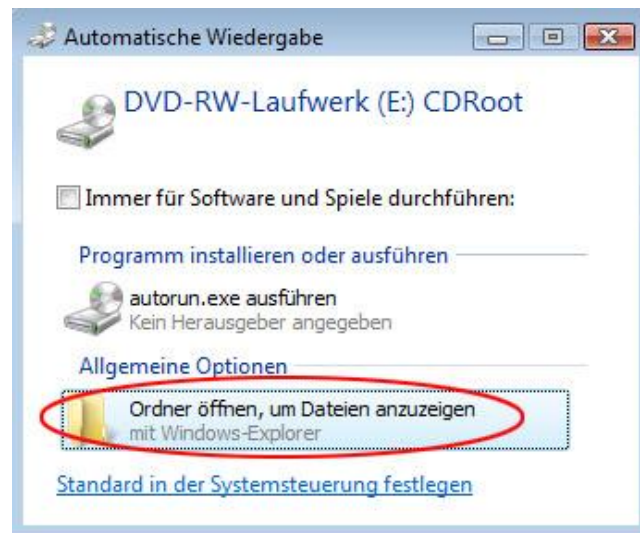 Automatische Wiedergabe
DVD-RW-Laufwerk (E:) CDRoot
Immer für Software und Spiele durchführen:
Programm installieren oder ausführen
autorun.exe ausführen
Kein Herausgeber angegeben
Allgemeine Optionen
Ordner öffnen, um Dateien anzuzeigen
mit Windows-Explorer
Standard in der Systemsteuerung festlegen